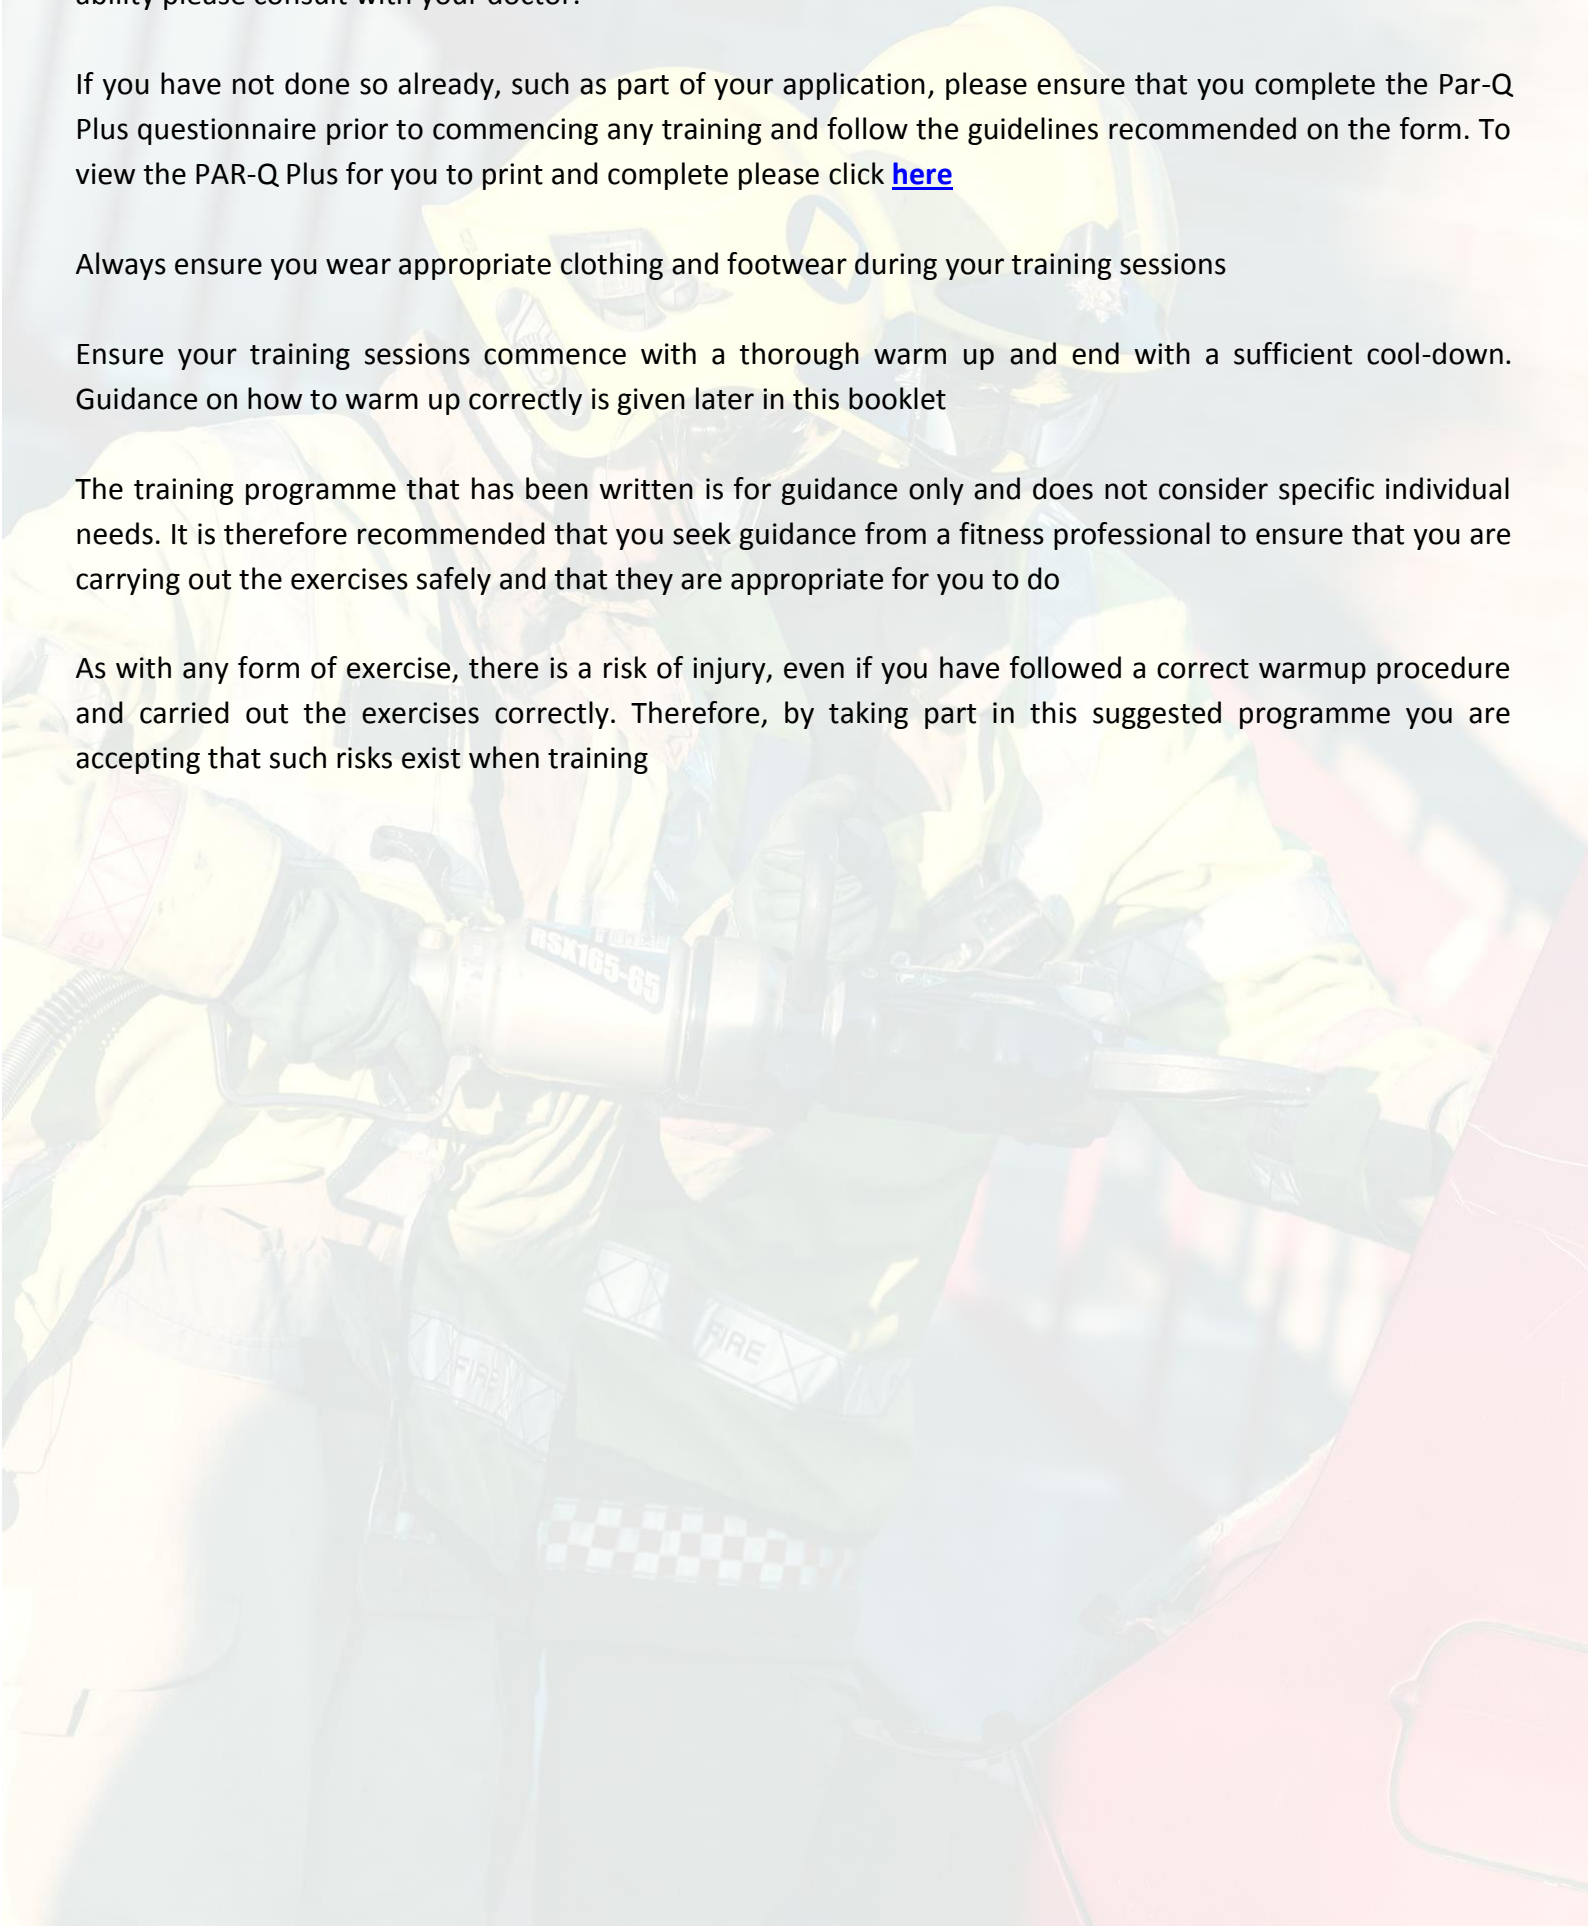 ability please consult with your doctor.
If you have not done so already, such as part of your application, please ensure that you complete the Par-Q
Plus questionnaire prior to commencing any training and follow the guidelines recommended on the form. To
view the PAR-Q Plus for you to print and complete please click here
Always ensure you wear appropriate clothing and footwear during your training sessions
Ensure your training sessions commence with a thorough warm up and end with a sufficient cool-down.
Guidance on how to warm up correctly is given later in this booklet
The training programme that has been written is for guidance only and does not consider specific individual
needs. It is therefore recommended that you seek guidance from a fitness professional to ensure that you are
carrying out the exercises safely and that they are appropriate for you to do
As with any form of exercise, there is a risk of injury, even if you have followed a correct warmup procedure
and carried out the exercises correctly. Therefore, by taking part in this suggested programme you are
accepting that such risks exist when training
RSX165-65
FIRE
FIRE